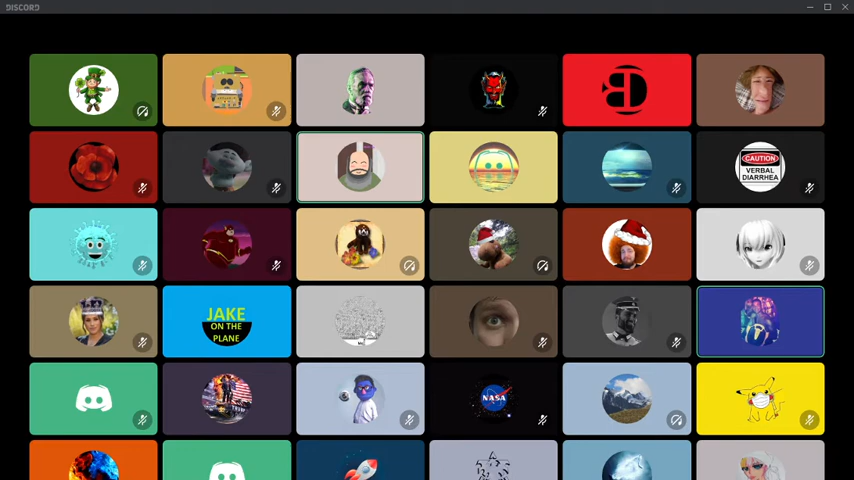 DISCORD
CAUTION
VERBAL
DIARRHEA
JAKE
ON THE
PLANE
NASA